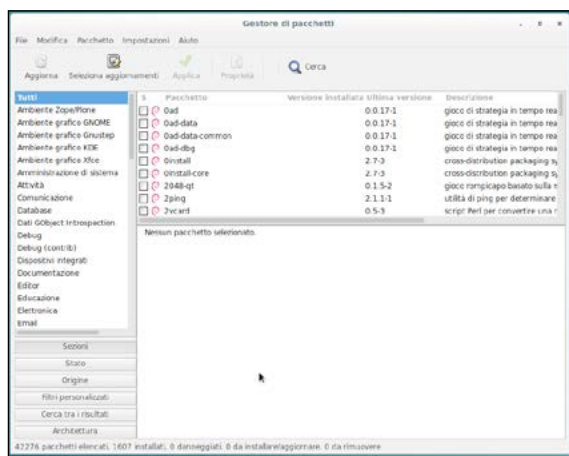 Gestore di pacchetti
File Modifica Pacchetto Impostazioni Aiuto
Aggiorna Seleziona aggiornamenti Applica Proprietà Cerca
Tutti
Ambiente Zope/Plone
Ambiente grafico GNOME
Ambiente grafico Gnustep
Ambiente grafico KDE
Ambiente grafico Xfce
Amministrazione di sistema
Attività
Comunicazione
Database
Dati GObject Introspection
Debug
Debug (contrib)
Dispositivi integrati
Documentazione
Editor
Educazione
Elettronica
Email
S Pacchetto Versione installata Ultima versione Descrizione
0ad 0.0.17-1 gioco di strategia in tempo rea
0ad-data 0.0.17-1 gioco di strategia in tempo rea
0ad-data-common 0.0.17-1 gioco di strategia in tempo rea
0ad-dbg 0.0.17-1 gioco di strategia in tempo rea
0install 2.7-3 cross-distribution packaging sy
0install-core 2.7-3 cross-distribution packaging sy
2048-qt 0.1.5-2 gioco rompicapo basato sulla
2ping 2.1.1-1 utilità di ping per determinare
2vcard 0.5-3 script Perl per convertire una
Nessun pacchetto selezionato.
Sezioni
Stato
Origine
Filtri personalizzati
Cerca tra i risultati
Architettura
42276 pacchetti elencati, 1607 installati, 0 danneggiati. 0 da installare/aggiornare, 0 da rimuovere